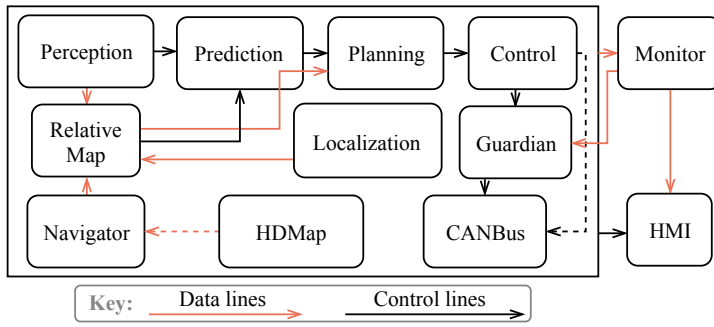 Perception
Prediction
Planning
Control
Monitor
Relative
Map
Localization
Guardian
Navigator
HDMap
CANBus
HMI
Key:
Data lines
Control lines